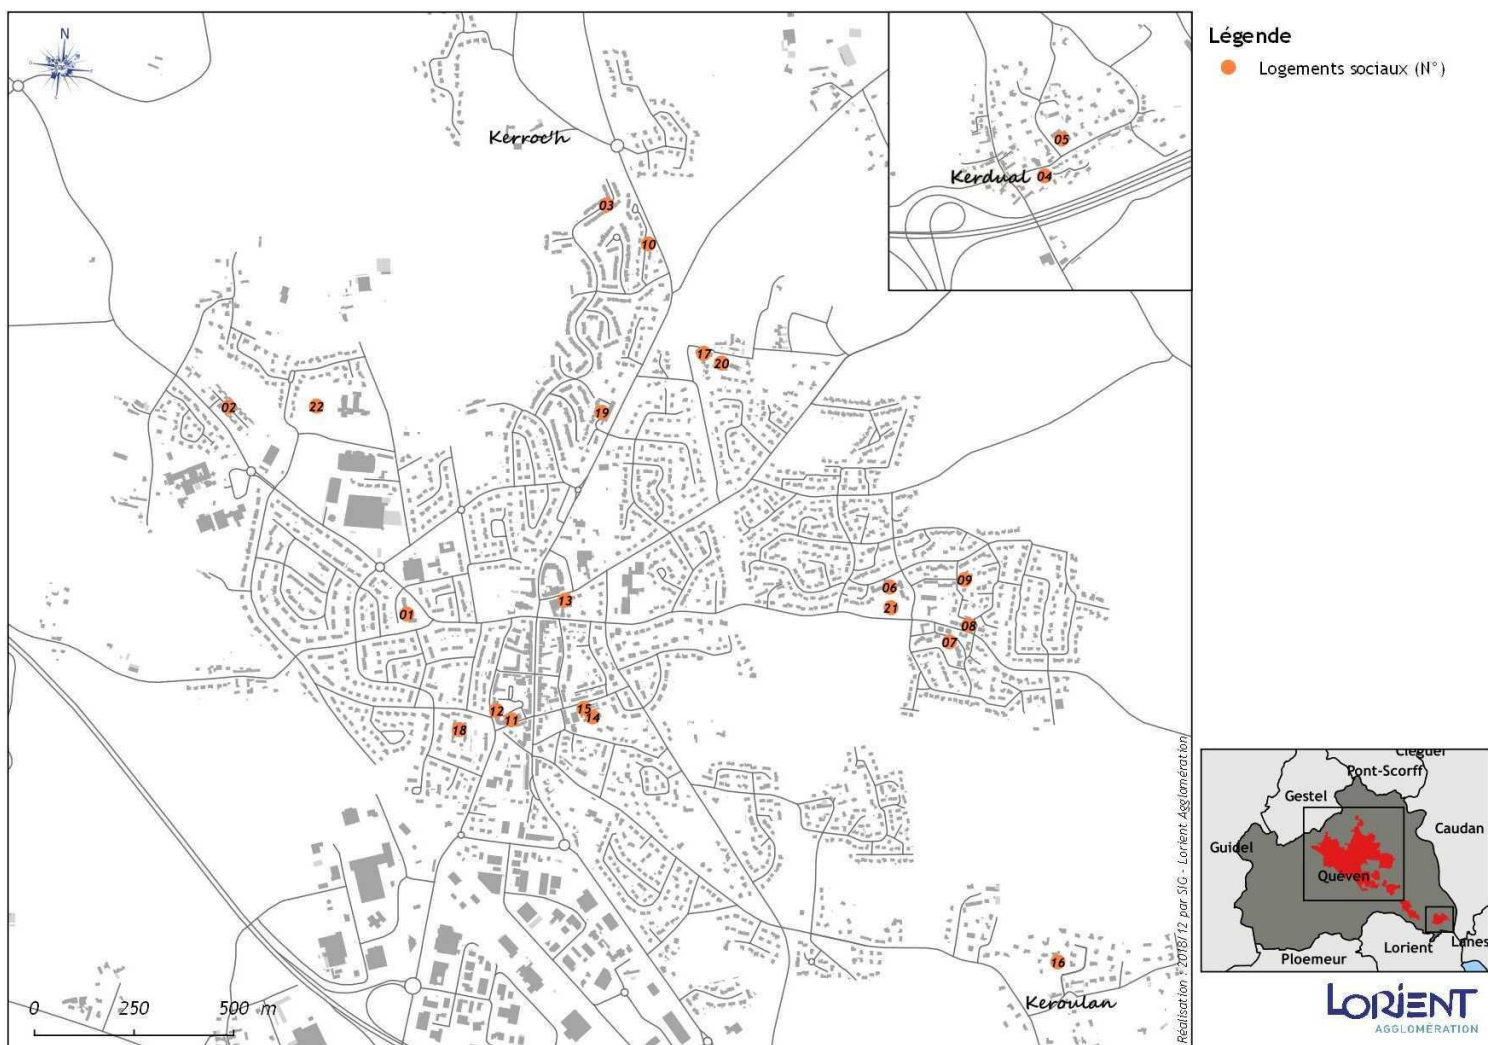 N
Légende
Logements sociaux (N°)
Kerroc'h
05
Kerdual
04
03
10
17
20
02
22
19
09
06
13
21
01
08
07
15
12
14
11
18
16
Keroulan
0 250 500 m
Réalisation : 2018/12 par SIG - Lorient Agglomération
Cléguer
Pont-Scorff
Gestel
Caudan
Guidel
Quéven
Lorient
Lanes
Ploemeur
LORIENT
AGGLOMÉRATION